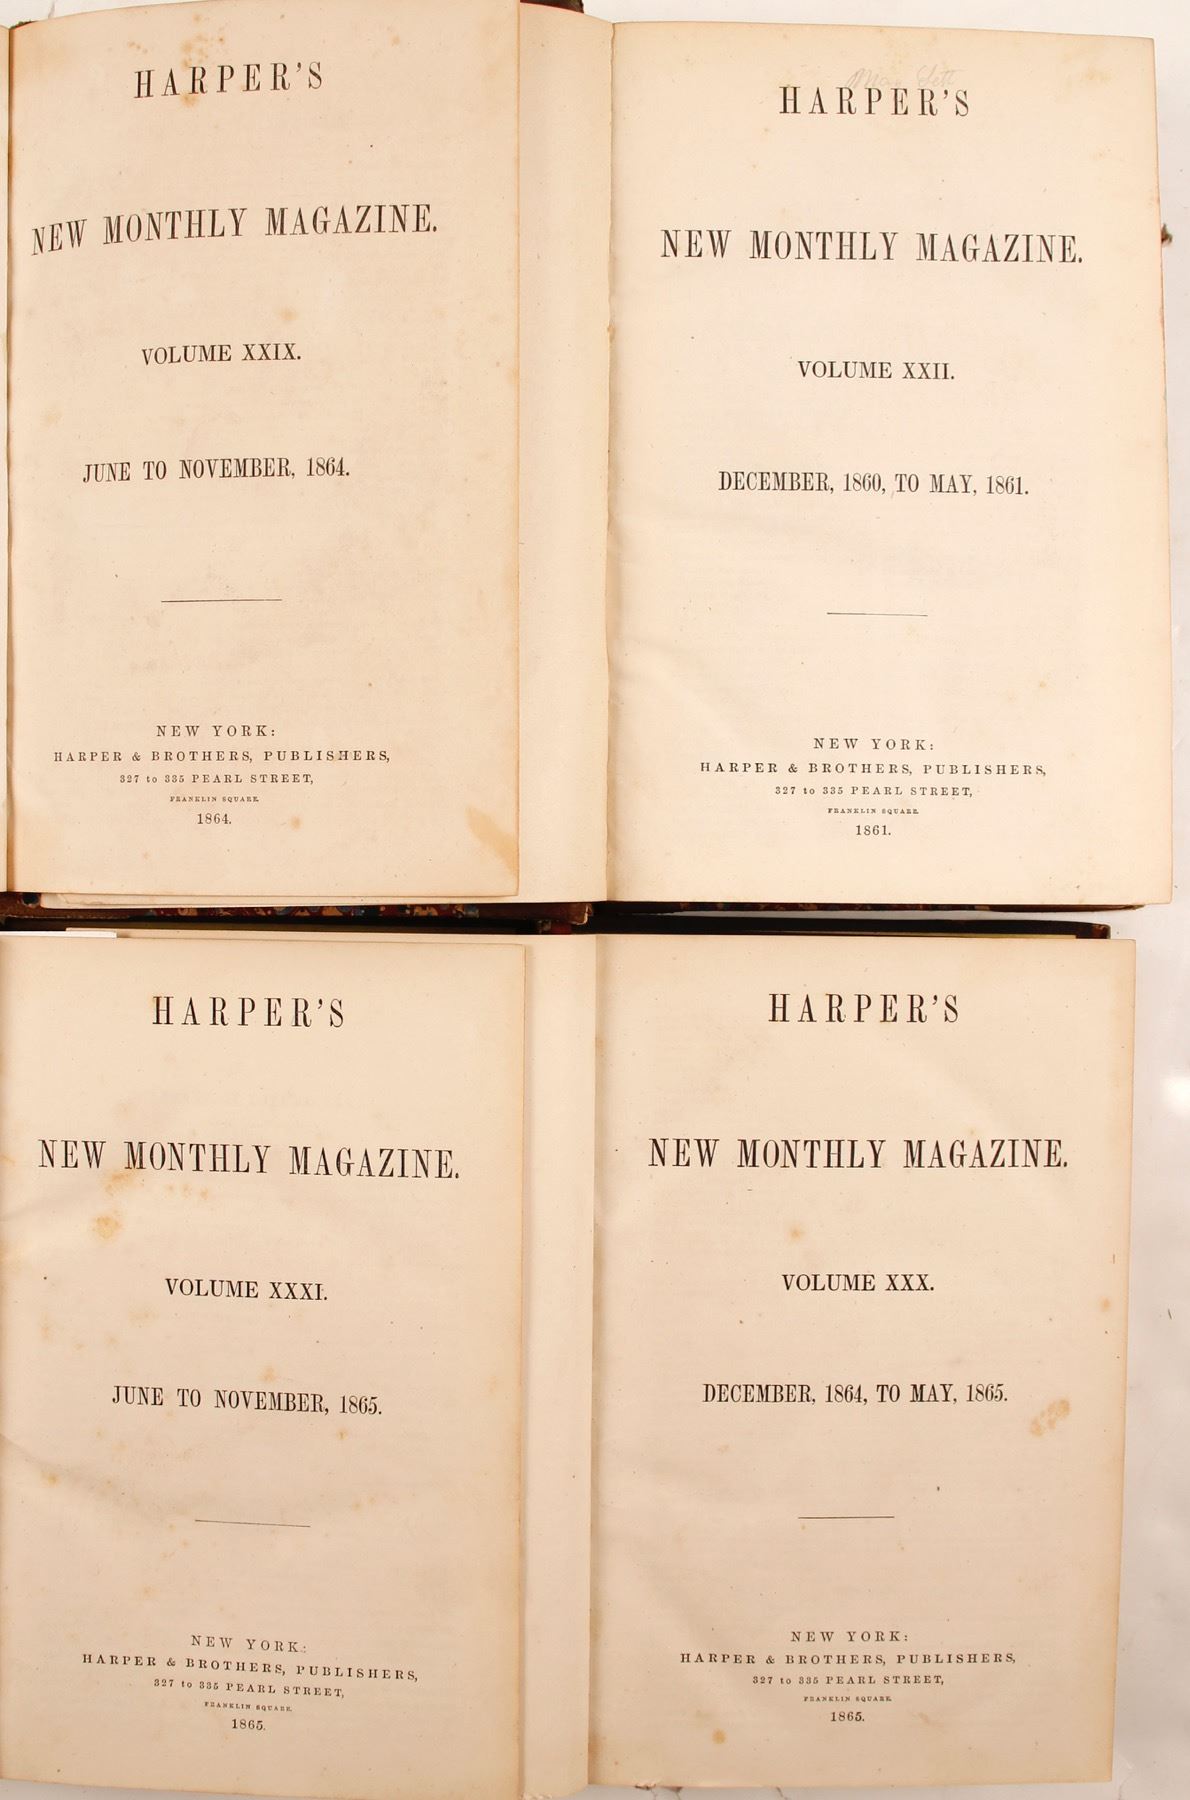 HARPER'S
NEW MONTHLY MAGAZINE.
VOLUME XXIX.
JUNE TO NOVEMBER, 1864.
NEW YORK:
HARPER & BROTHERS, PUBLISHERS,
327 to 335 PEARL STREET,
FRANKLIN SQUARE.
1864.
HARPER'S
NEW MONTHLY MAGAZINE.
VOLUME XXII.
DECEMBER, 1860, TO MAY, 1861.
NEW YORK:
HARPER & BROTHERS, PUBLISHERS,
327 to 335 PEARL STREET,
FRANKLIN SQUARE.
1861.
HARPER'S
NEW MONTHLY MAGAZINE.
VOLUME XXXI.
JUNE TO NOVEMBER, 1865.
NEW YORK:
HARPER & BROTHERS, PUBLISHERS,
327 to 335 PEARL STREET,
FRANKLIN SQUARE.
1865.
HARPER'S
NEW MONTHLY MAGAZINE.
VOLUME XXX.
DECEMBER, 1864, TO MAY, 1865.
NEW YORK:
HARPER & BROTHERS, PUBLISHERS,
327 to 335 PEARL STREET,
FRANKLIN SQUARE.
1865.